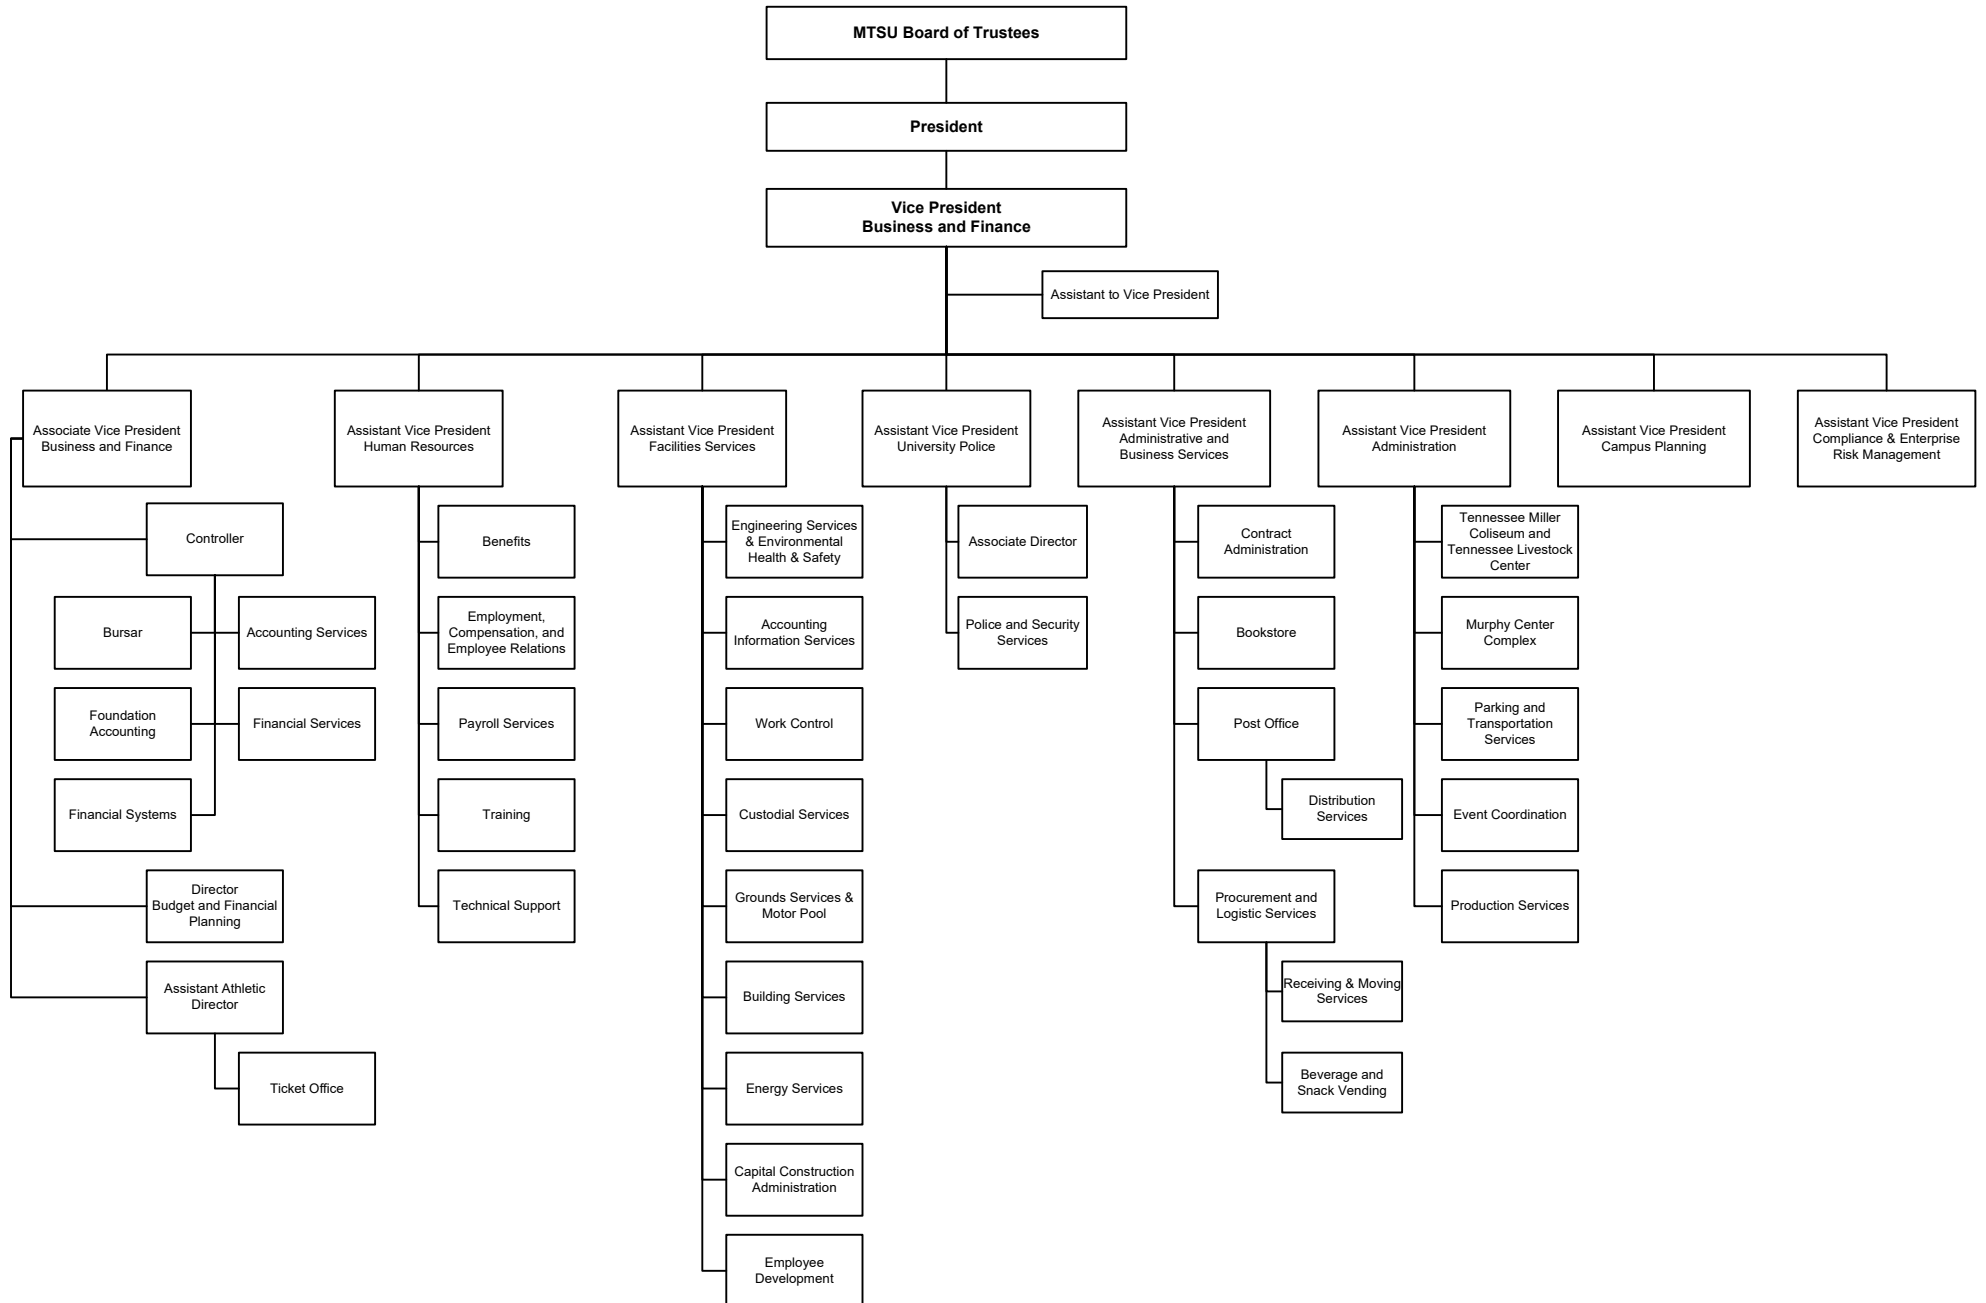 MTSU Board of Trustees
President
Vice President
Business and Finance
Assistant to Vice President
Associate Vice President
Business and Finance
Assistant Vice President
Human Resources
Assistant Vice President
Facilities Services
Assistant Vice President
University Police
Assistant Vice President
Administrative and
Business Services
Assistant Vice President
Administration
Assistant Vice President
Campus Planning
Assistant Vice President
Compliance & Enterprise
Risk Management
Controller
Bursar
Accounting Services
Foundation
Accounting
Financial Services
Financial Systems
Director
Budget and Financial
Planning
Assistant Athletic
Director
Ticket Office
Benefits
Employment,
Compensation, and
Employee Relations
Payroll Services
Training
Technical Support
Engineering Services
& Environmental
Health & Safety
Accounting
Information Services
Work Control
Custodial Services
Grounds Services &
Motor Pool
Building Services
Energy Services
Capital Construction
Administration
Employee
Development
Associate Director
Police and Security
Services
Contract
Administration
Bookstore
Post Office
Distribution
Services
Procurement and
Logistic Services
Receiving & Moving
Services
Beverage and
Snack Vending
Tennessee Miller
Coliseum and
Tennessee Livestock
Center
Murphy Center
Complex
Parking and
Transportation
Services
Event Coordination
Production Services